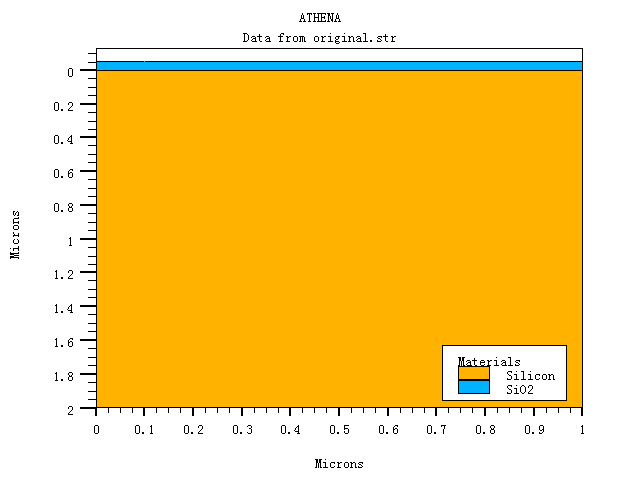 ATHENA
Data from original.str
Microns
0
0.2
0.4
0.6
0.8
1
1.2
1.4
1.6
1.8
2
Materials
Silicon
SiO2
0 0.1 0.2 0.3 0.4 0.5 0.6 0.7 0.8 0.9 1
Microns